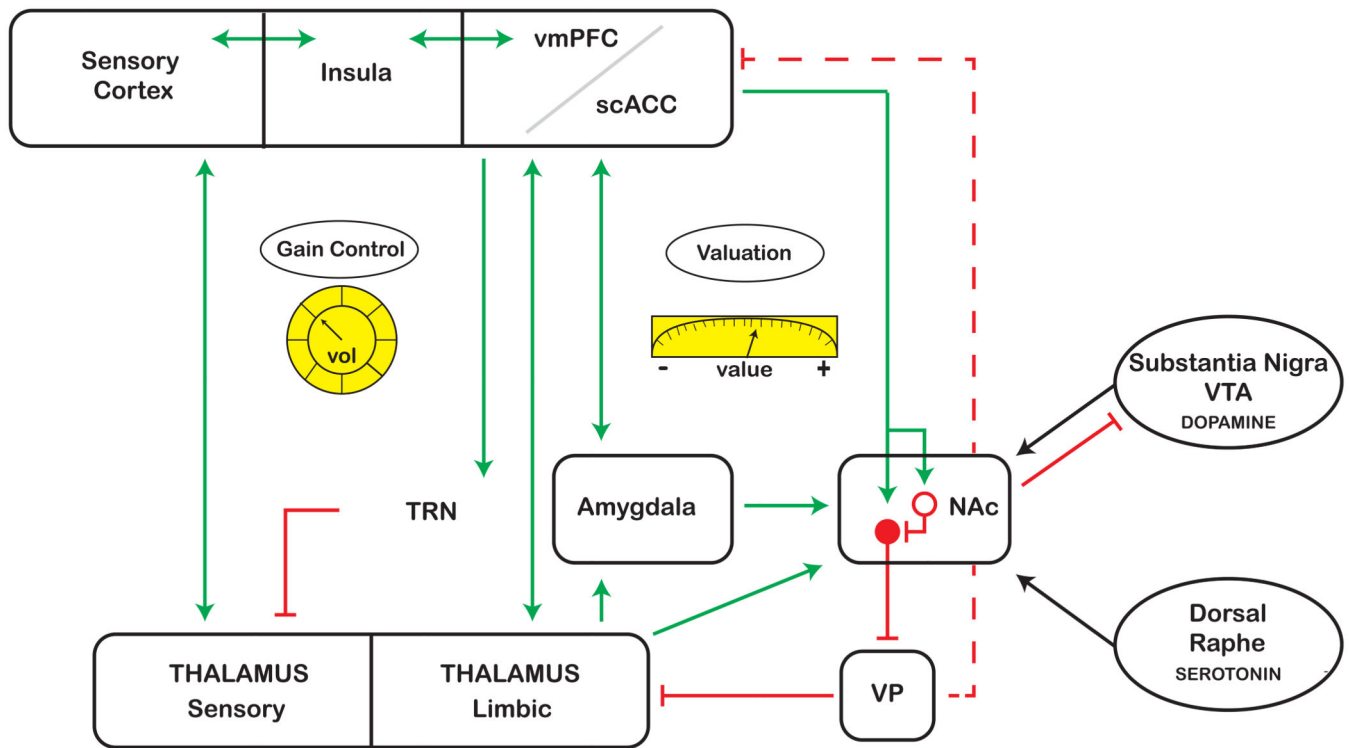 Sensory
Cortex
Insula
vmPFC
scACC
Gain Control
vol
Valuation
- value +
Substantia Nigra
VTA
DOPAMINE
TRN
Amygdala
NAc
Dorsal
Raphe
SEROTONIN
THALAMUS
Sensory
THALAMUS
Limbic
VP